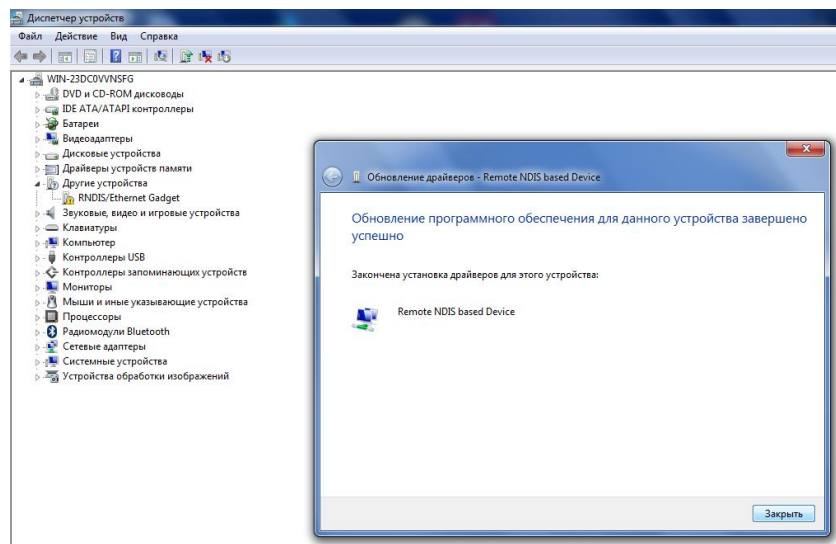 Диспетчер устройств
Файл Действие Вид Справка
WIN-23DC0VVNSFG
DVD и CD-ROM дисководы
IDE ATA/ATAPI контроллеры
Батареи
Видеоадаптеры
Дисковые устройства
Драйверы устройств памяти
Другие устройства
RNDIS/Ethernet Gadget
Звуковые, видео и игровые устройства
Клавиатуры
Компьютер
Контроллеры USB
Контроллеры запоминающих устройств
Мониторы
Мыши и иные указывающие устройства
Процессоры
Радиомодули Bluetooth
Сетевые адаптеры
Системные устройства
Устройства обработки изображений
Обновление драйверов - Remote NDIS based Device
Обновление программного обеспечения для данного устройства завершено
успешно
Закончена установка драйверов для этого устройства:
Remote NDIS based Device
Закрыть